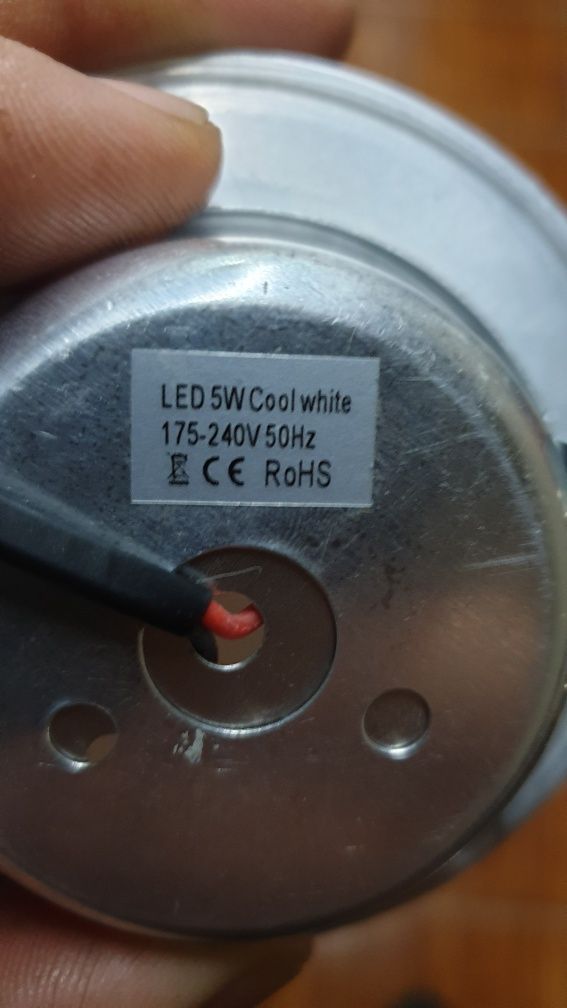 LED 5W Cool white
175-240V 50Hz
CE RoHS